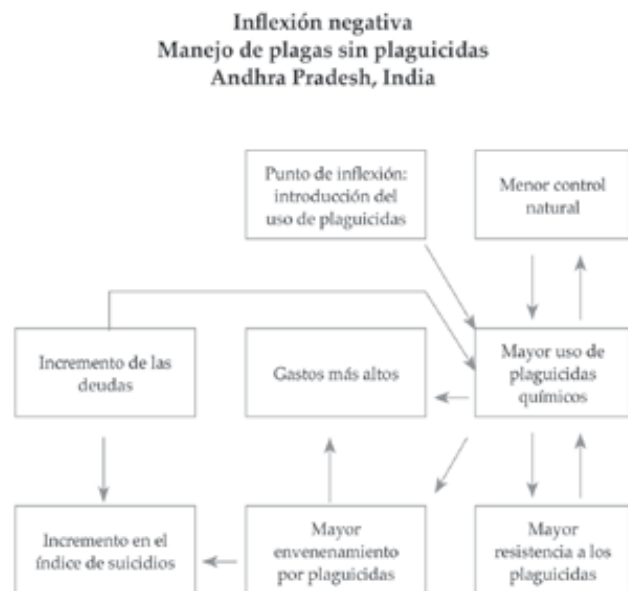 Inflexión negativa
Manejo de plagas sin plaguicidas
Andhra Pradesh, India
Punto de inflexión:
introducción del
uso de plaguicidas
Menor control
natural
Incremento de las
deudas
Gastos más altos
Mayor uso de
plaguicidas
químicos
Incremento en el
índice de suicidios
Mayor
envenenamiento
por plaguicidas
Mayor
resistencia a los
plaguicidas